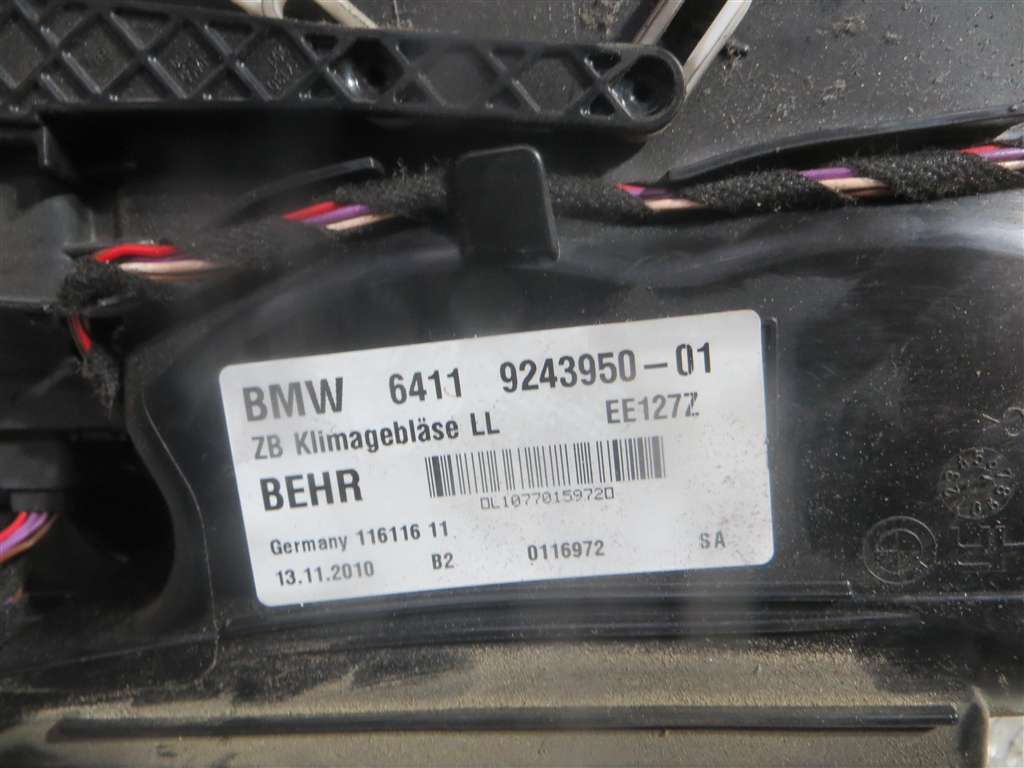 BMW 6411 9243950-01
ZB Klimagebläse LL EE127Z
BEHR
DL1077015972D
Germany 116116 11
13.11.2010 B2 0116972 SA